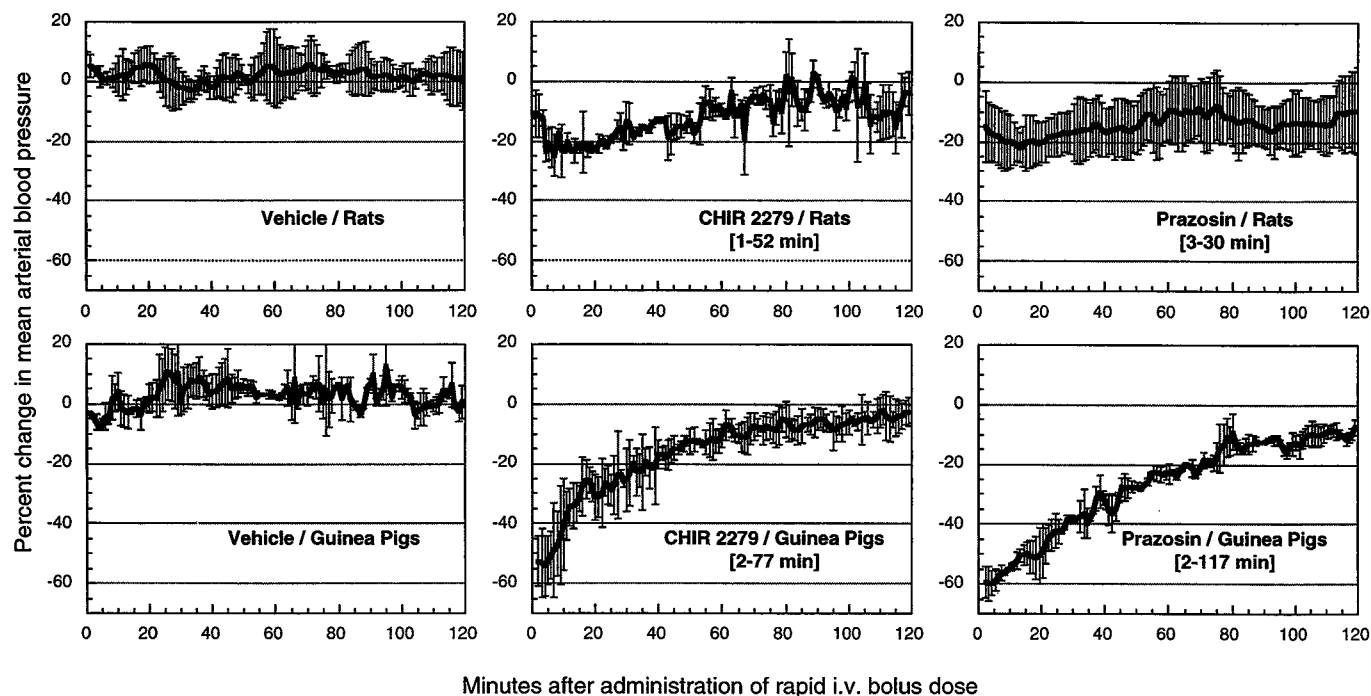 Percent change in mean arterial blood pressure
20
0
-20
-40
-60
Vehicle / Rats
0 20 40 60 80 100 120
20
0
-20
-40
-60
CHIR 2279 / Rats
[1-52 min]
0 20 40 60 80 100 120
20
0
-20
-40
-60
Prazosin / Rats
[3-30 min]
0 20 40 60 80 100 120
20
0
-20
-40
-60
Vehicle / Guinea Pigs
0 20 40 60 80 100 120
20
0
-20
-40
-60
CHIR 2279 / Guinea Pigs
[2-77 min]
0 20 40 60 80 100 120
20
0
-20
-40
-60
Prazosin / Guinea Pigs
[2-117 min]
0 20 40 60 80 100 120
Minutes after administration of rapid i.v. bolus dose